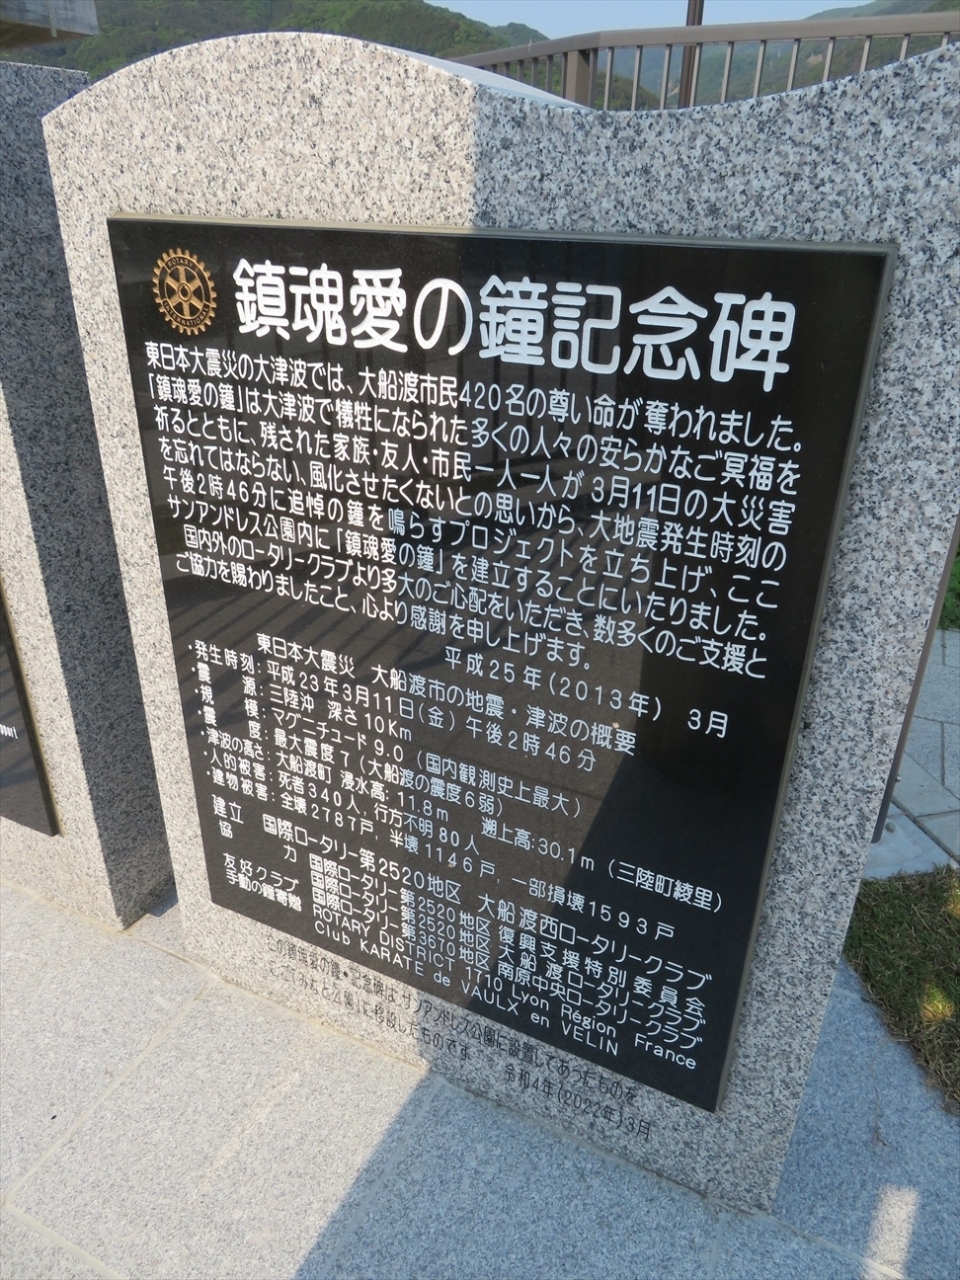 ROTARY INTERNATIONAL
鎮魂愛の鐘記念碑
東日本大震災の大津波では、大船渡市民420名の尊い命が奪われました。
「鎮魂愛の鐘」は大津波で犠牲になられた多くの人々の安らかなご冥福を
祈るとともに、残された家族・友人・市民一人一人が3月11日の大災害
を忘れてはならない、風化させたくないとの思いから、大地震発生時刻の
午後2時46分に追悼の鐘を鳴らすプロジェクトを立ち上げ、ここ
サンアンドレス公園内に「鎮魂愛の鐘」を建立することにいたりました。
国内外のロータリークラブより多大のご心配をいただき、数多くのご支援と
ご協力を賜わりましたこと、心より感謝を申し上げます。
平成25年(2013年) 3月
東日本大震災 大船渡市の地震・津波の概要
・発生時刻:平成23年3月11日(金) 午後2時46分
・震源:三陸沖 深さ10Km
・規模:マグニチュード9.0(国内観測史上最大)
・震度:最大震度7(大船渡の震度6弱)
・津波の高さ:大船渡町 浸水高:11.8m 遡上高:30.1m(三陸町綾里)
・人的被害:死者340人,行方不明80人
・建物被害:全壊2787戸,半壊1146戸,一部損壊1593戸
建立 国際ロータリー第2520地区 大船渡西ロータリークラブ
協力 国際ロータリー第2520地区 復興支援特別委員会
国際ロータリー第2520地区 大船渡ロータリークラブ
友好クラブ 国際ロータリー第3670地区 南原中央ロータリークラブ
手動の鐘寄贈 ROTARY DISTRICT 1710 Lyon Région France
Club KARATE de VAULX en VELIN
この鎮魂愛の鐘・記念碑は、サンアンドレス公園に設置してあったものを
「みなと公園」に移設したものです。
令和4年(2022年)3月